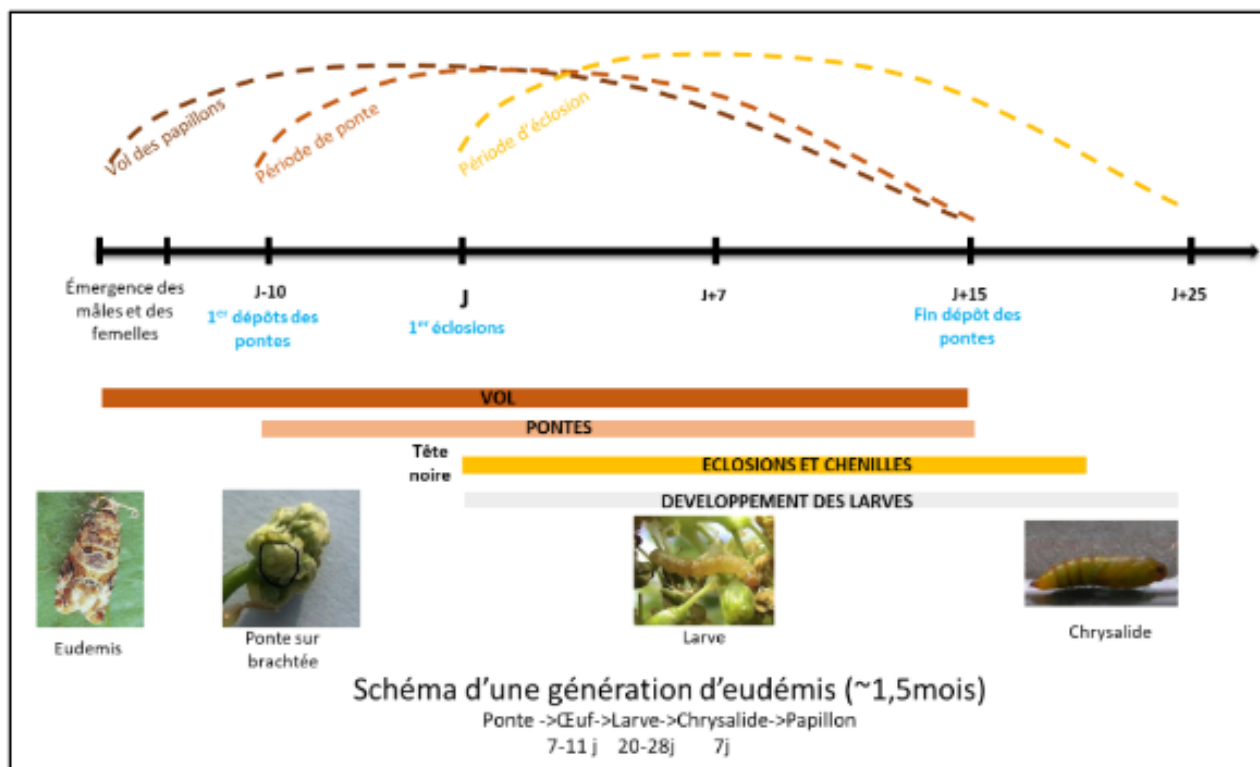 Vol des papillons
Période de ponte
Période d'éclosion
Émergence des
mâles et des
femelles
J-10
1er dépôts des
pontes
J
1er éclosions
J+7
J+15
Fin dépôt des
pontes
J+25
VOL
PONTES
Tête
noire
ECLOSIONS ET CHENILLES
DEVELOPPEMENT DES LARVES
Eudemis
Ponte sur
brachtée
Larve
Chrysalide
Schéma d'une génération d'eudémis (~1,5mois)
Ponte ->Œuf->Larve->Chrysalide->Papillon
7-11 j 20-28j 7j